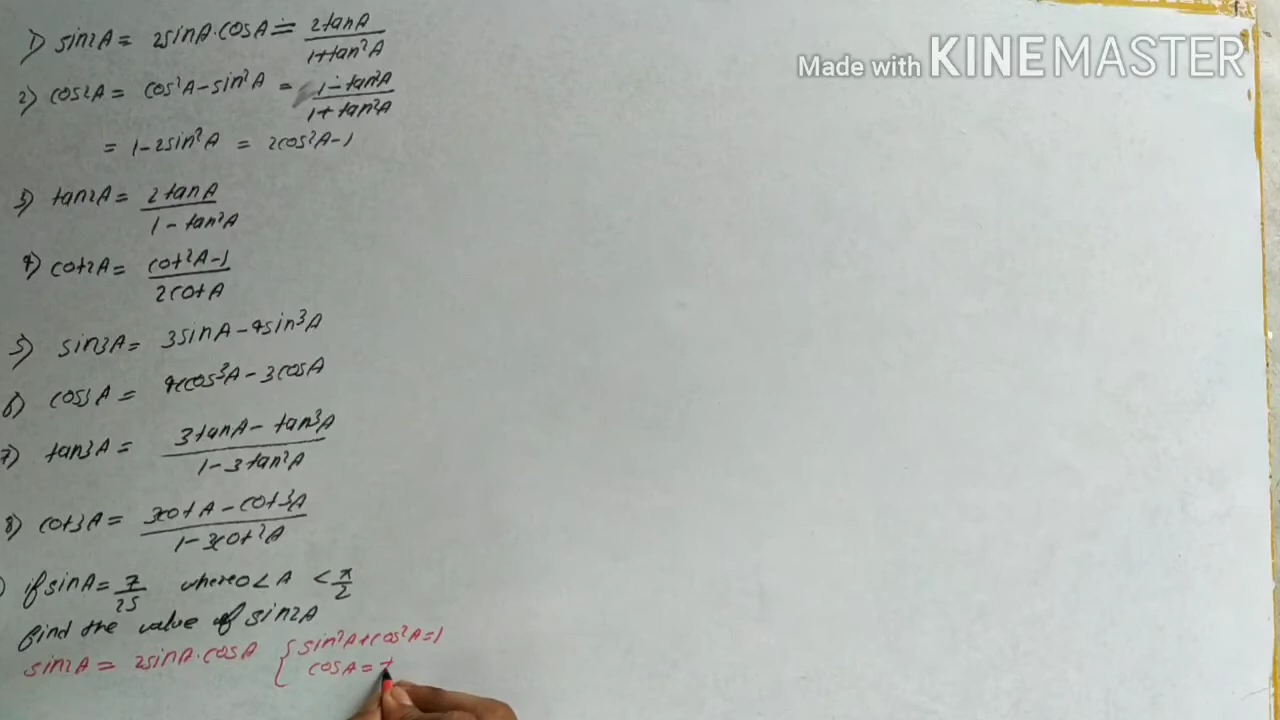 1) sin2A = 2sinA·cosA = 2tanA / 1+tan²A
2) cos2A = cos²A-sin²A = 1-tan²A / 1+tan²A
= 1-2sin²A = 2cos²A-1
3) tan2A = 2tanA / 1-tan²A
4) cot2A = cot²A-1 / 2cotA
5) sin3A = 3sinA-4sin³A
6) cos3A = 4cos³A-3cosA
7) tan3A = 3tanA-tan³A / 1-3tan²A
8) cot3A = 3cotA-cot³A / 1-3cot²A
) if sinA = 7/25 where 0< A < π/2
find the value of sin2A
sin2A = 2sinA·cosA { sin²A+cos²A=1
cosA =
Made with KINEMASTER